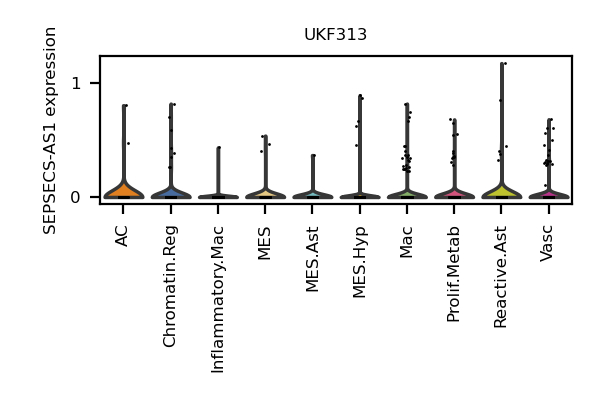 UKF313
SEPSECS-AS1 expression
1
0
AC
Chromatin.Reg
Inflammatory.Mac
MES
MES.Ast
MES.Hyp
Mac
Prolif.Metab
Reactive.Ast
Vasc